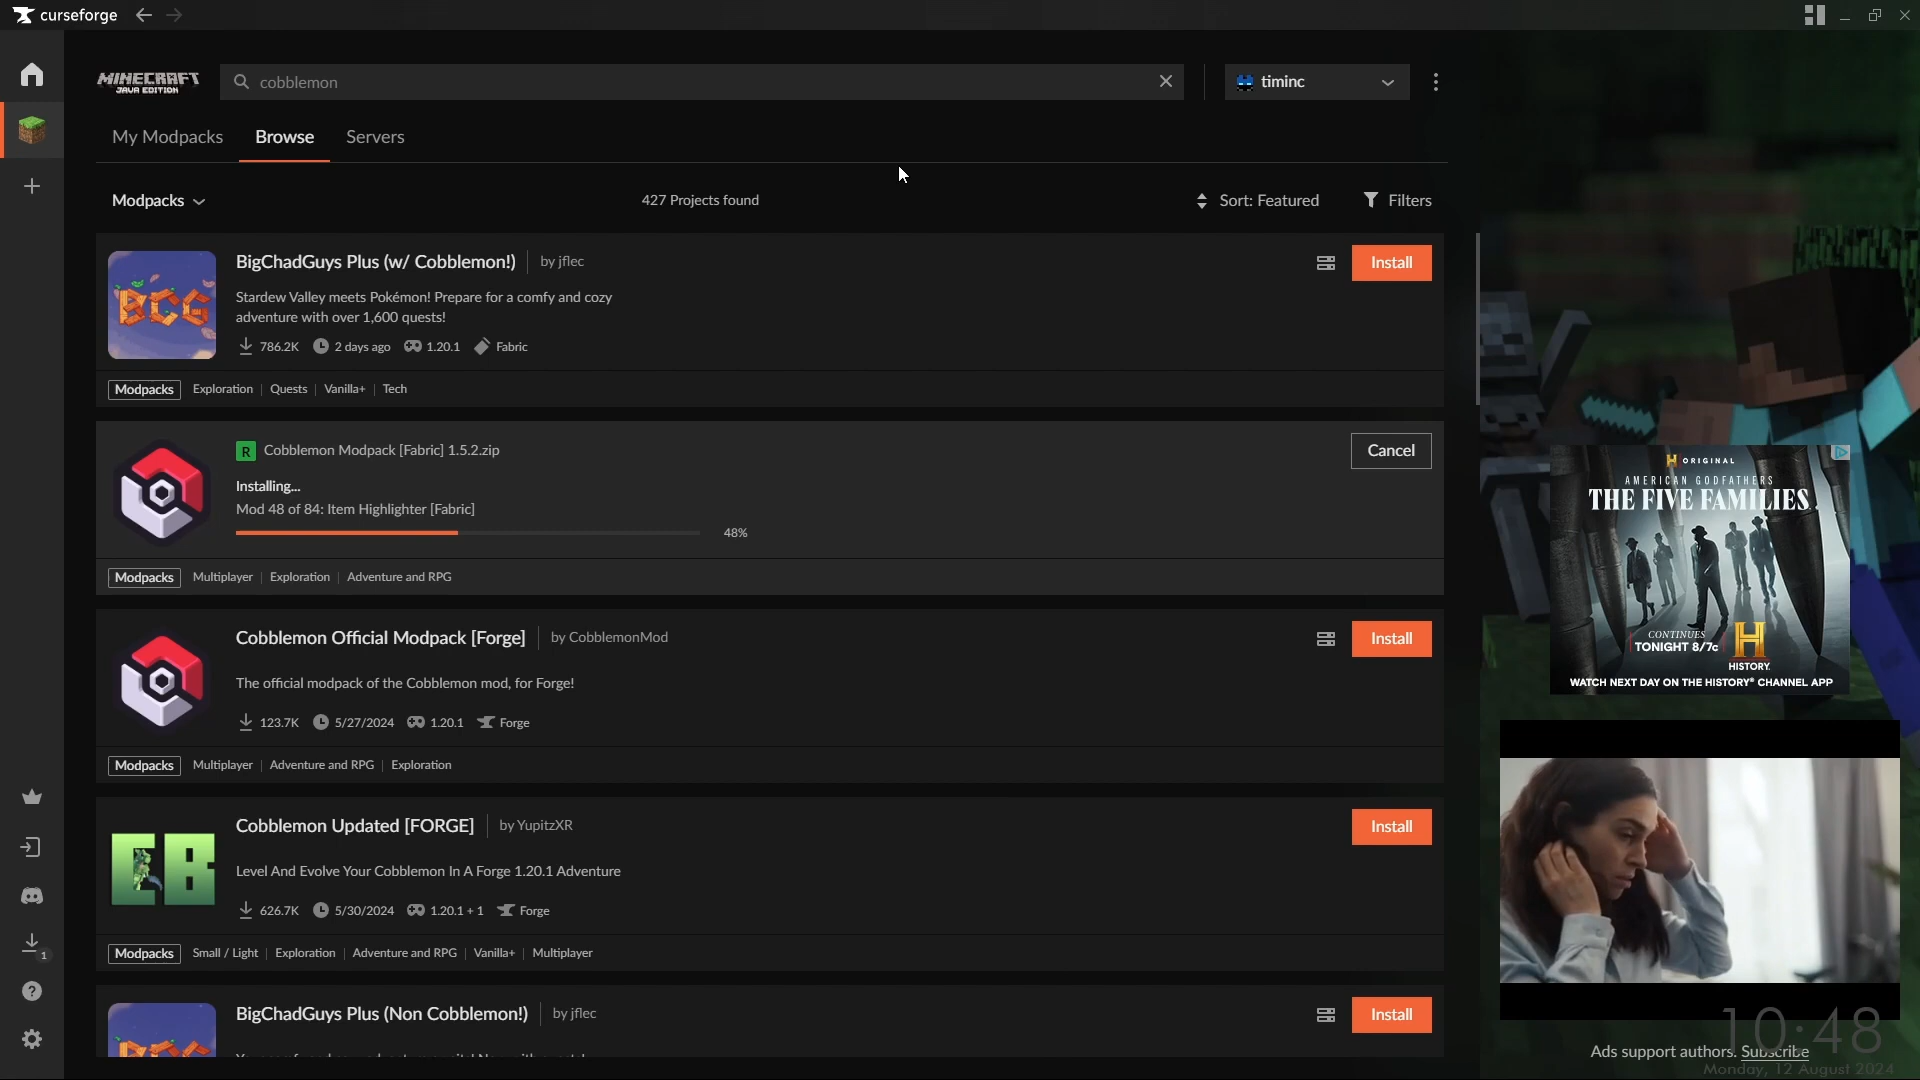 curseforge
MINECRAFT
JAVA EDITION
cobblemon
timinc
My Modpacks
Browse
Servers
Modpacks
427 Projects found
Sort: Featured
Filters
BCG
BigChadGuys Plus (w/ Cobblemon!)
by jflec
Install
Stardew Valley meets Pokémon! Prepare for a comfy and cozy
adventure with over 1,600 quests!
786.2K
2 days ago
1.20.1
Fabric
Modpacks
Exploration
Quests
Vanilla+
Tech
R
Cobblemon Modpack [Fabric] 1.5.2.zip
Cancel
Installing...
Mod 48 of 84: Item Highlighter [Fabric]
48%
Modpacks
Multiplayer
Exploration
Adventure and RPG
Cobblemon Official Modpack [Forge]
by CobblemonMod
Install
The official modpack of the Cobblemon mod, for Forge!
123.7K
5/27/2024
1.20.1
Forge
Modpacks
Multiplayer
Adventure and RPG
Exploration
CB
Cobblemon Updated [FORGE]
by YupitzXR
Install
Level And Evolve Your Cobblemon In A Forge 1.20.1 Adventure
626.7K
5/30/2024
1.20.1 + 1
Forge
Modpacks
Small / Light
Exploration
Adventure and RPG
Vanilla+
Multiplayer
BigChadGuys Plus (Non Cobblemon!)
by jflec
Install
1
H ORIGINAL
AMERICAN GODFATHERS
THE FIVE FAMILIES
CONTINUES
TONIGHT 8/7c
H
HISTORY.
WATCH NEXT DAY ON THE HISTORY® CHANNEL APP
10:48
Ads support authors. Subscribe
Monday, 12 August 2024